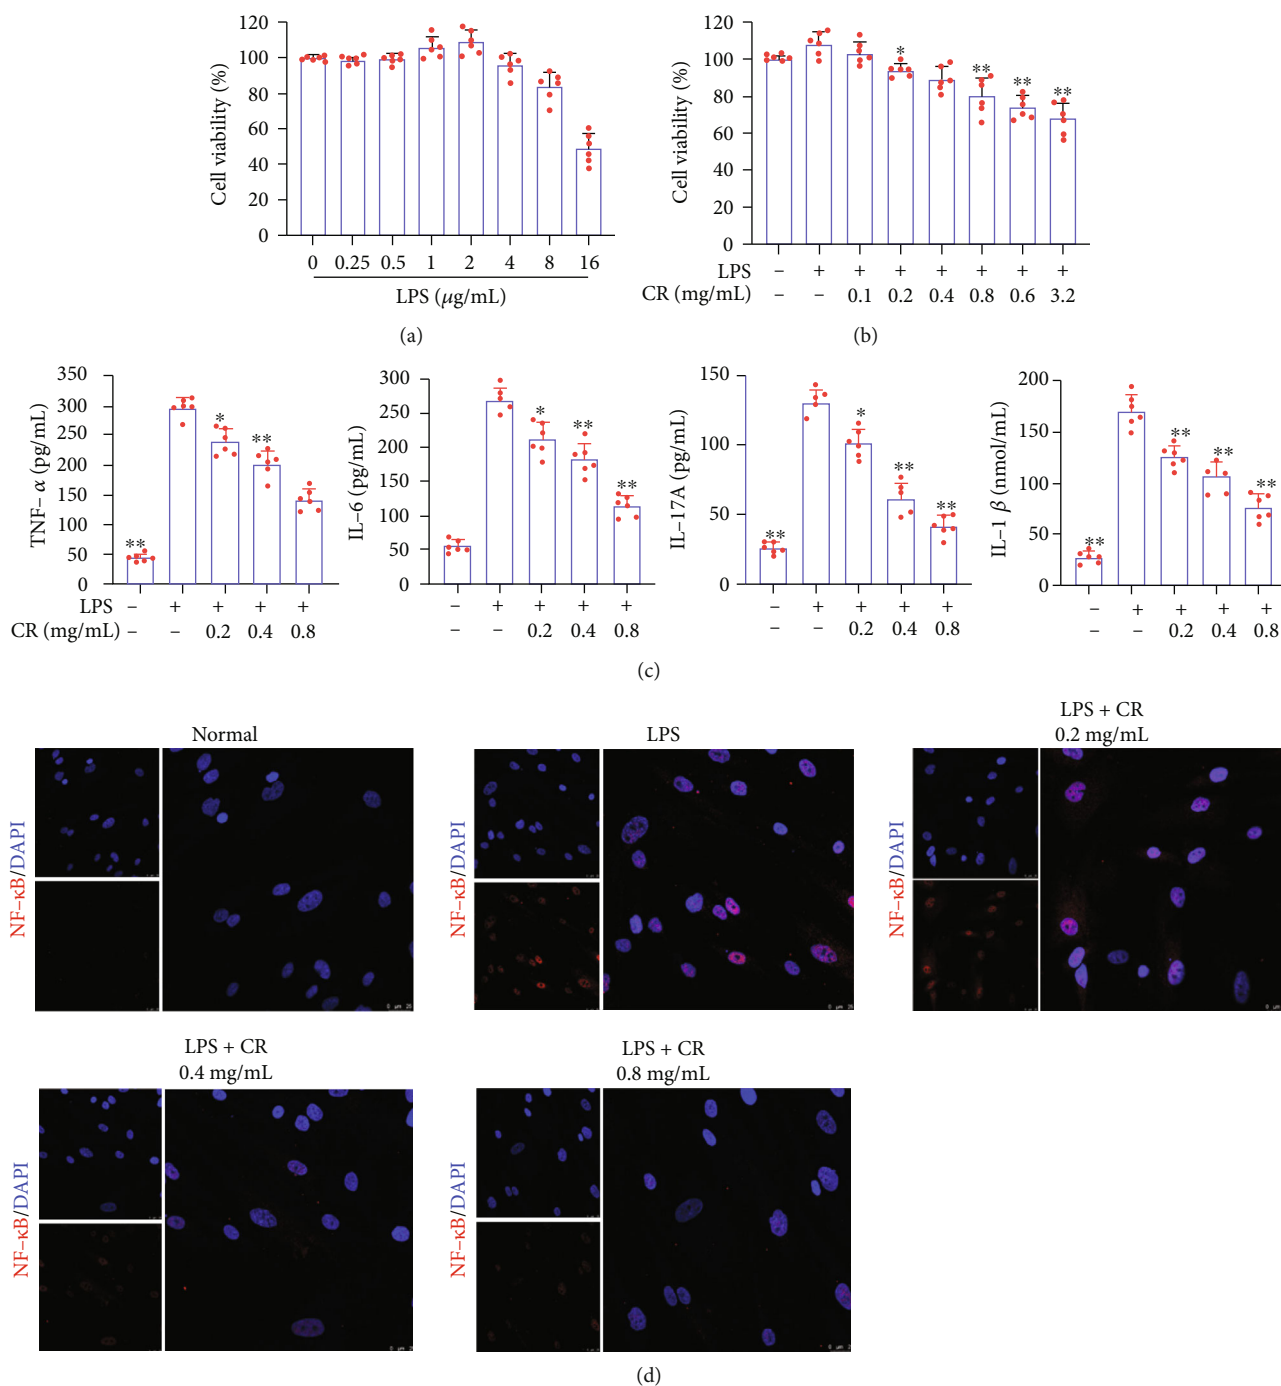 120
100
80
60
40
20
0
Cell viability (%)
0 0.25 0.5 1 2 4 8 16
LPS (μg/mL)
(a)
120
100
80
60
40
20
0
Cell viability (%)
* ** ** **
LPS – + + + + + + +
CR (mg/mL) – – 0.1 0.2 0.4 0.8 0.6 3.2
(b)
350
300
250
200
150
100
50
0
TNF–α (pg/mL)
** * **
LPS – + + + +
CR (mg/mL) – – 0.2 0.4 0.8
300
250
200
150
100
50
0
IL–6 (pg/mL)
* ** **
– + + + +
– – 0.2 0.4 0.8
150
100
50
0
IL–17A (pg/mL)
** * ** **
– + + + +
– – 0.2 0.4 0.8
200
150
100
50
0
IL–1 β (nmol/mL)
** ** ** **
– + + + +
– – 0.2 0.4 0.8
(c)
Normal
NF–κB/DAPI
LPS
NF–κB/DAPI
LPS + CR
0.2 mg/mL
NF–κB/DAPI
LPS + CR
0.4 mg/mL
NF–κB/DAPI
LPS + CR
0.8 mg/mL
NF–κB/DAPI
(d)